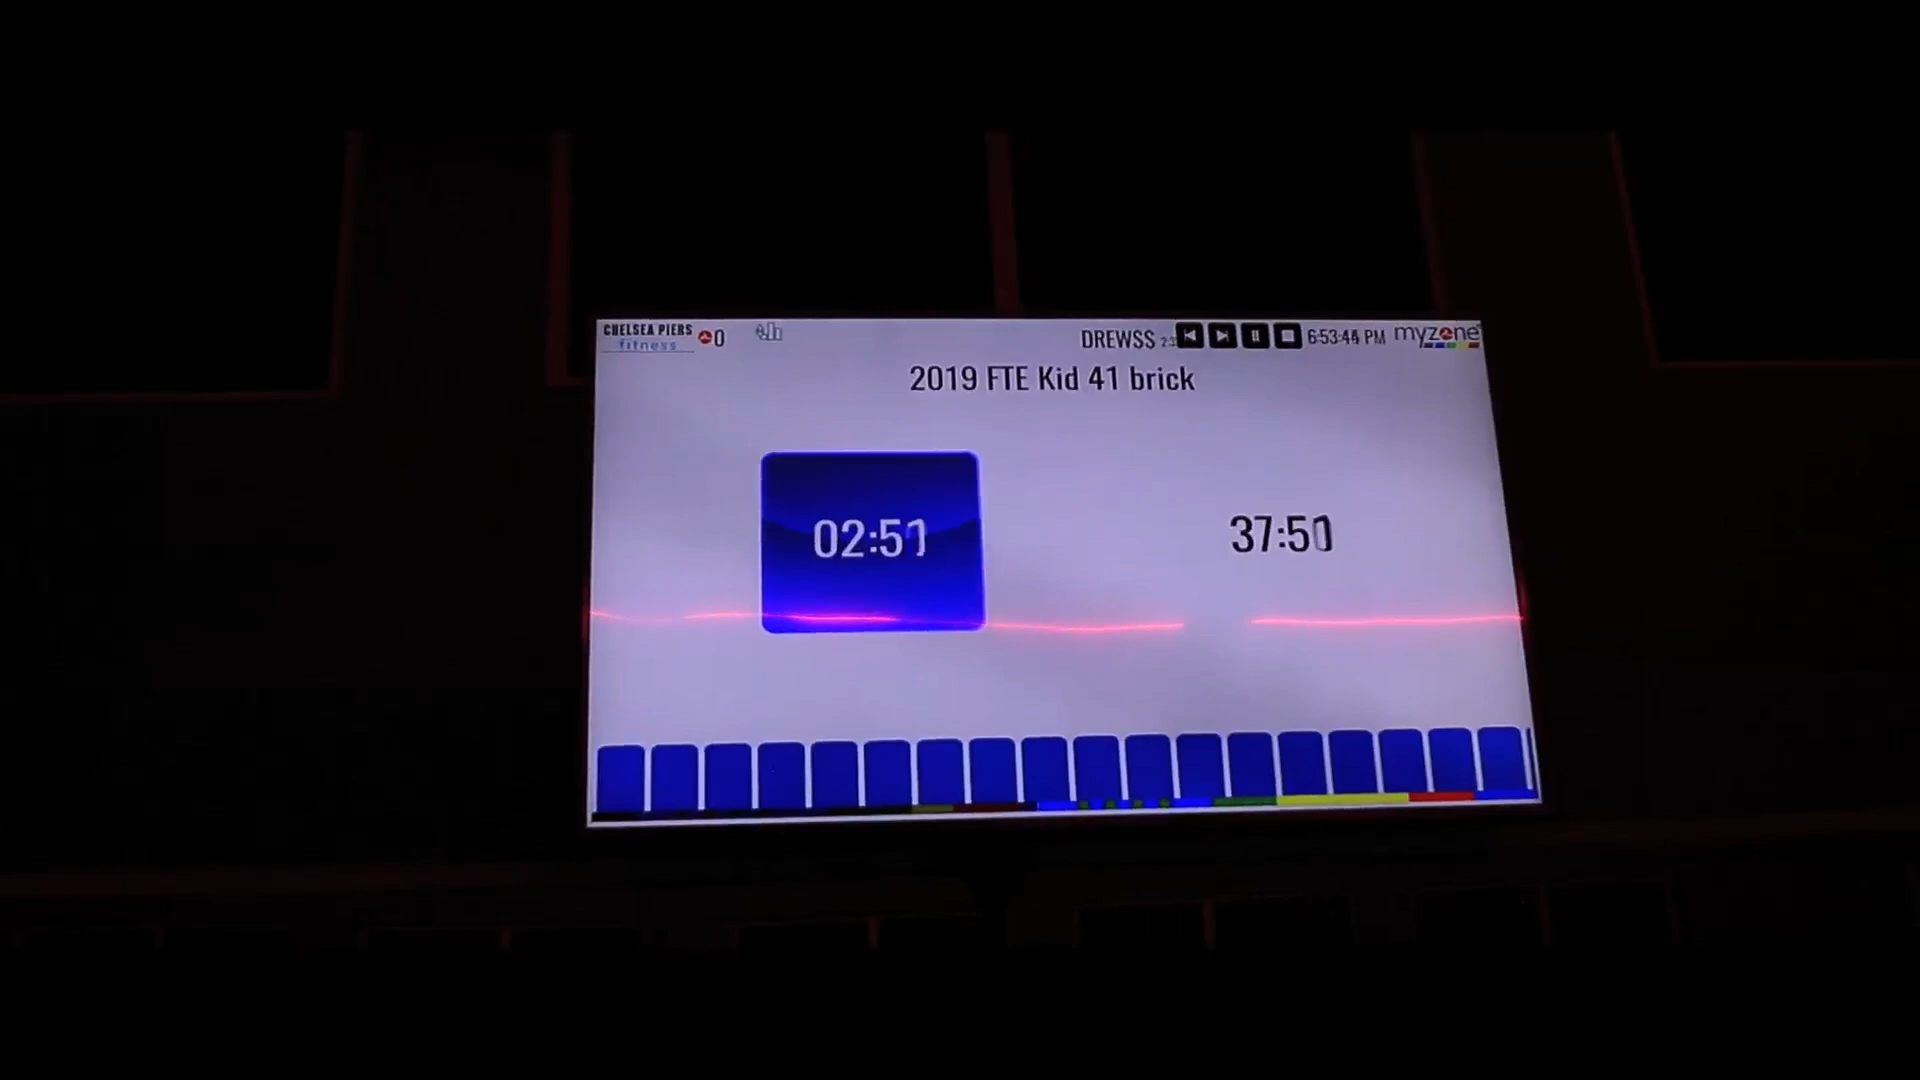 CHELSEA PIERS
fitness
0
DREWSS
6:53:44 PM
myzone
2019 FTE Kid 41 brick
02:51
37:50